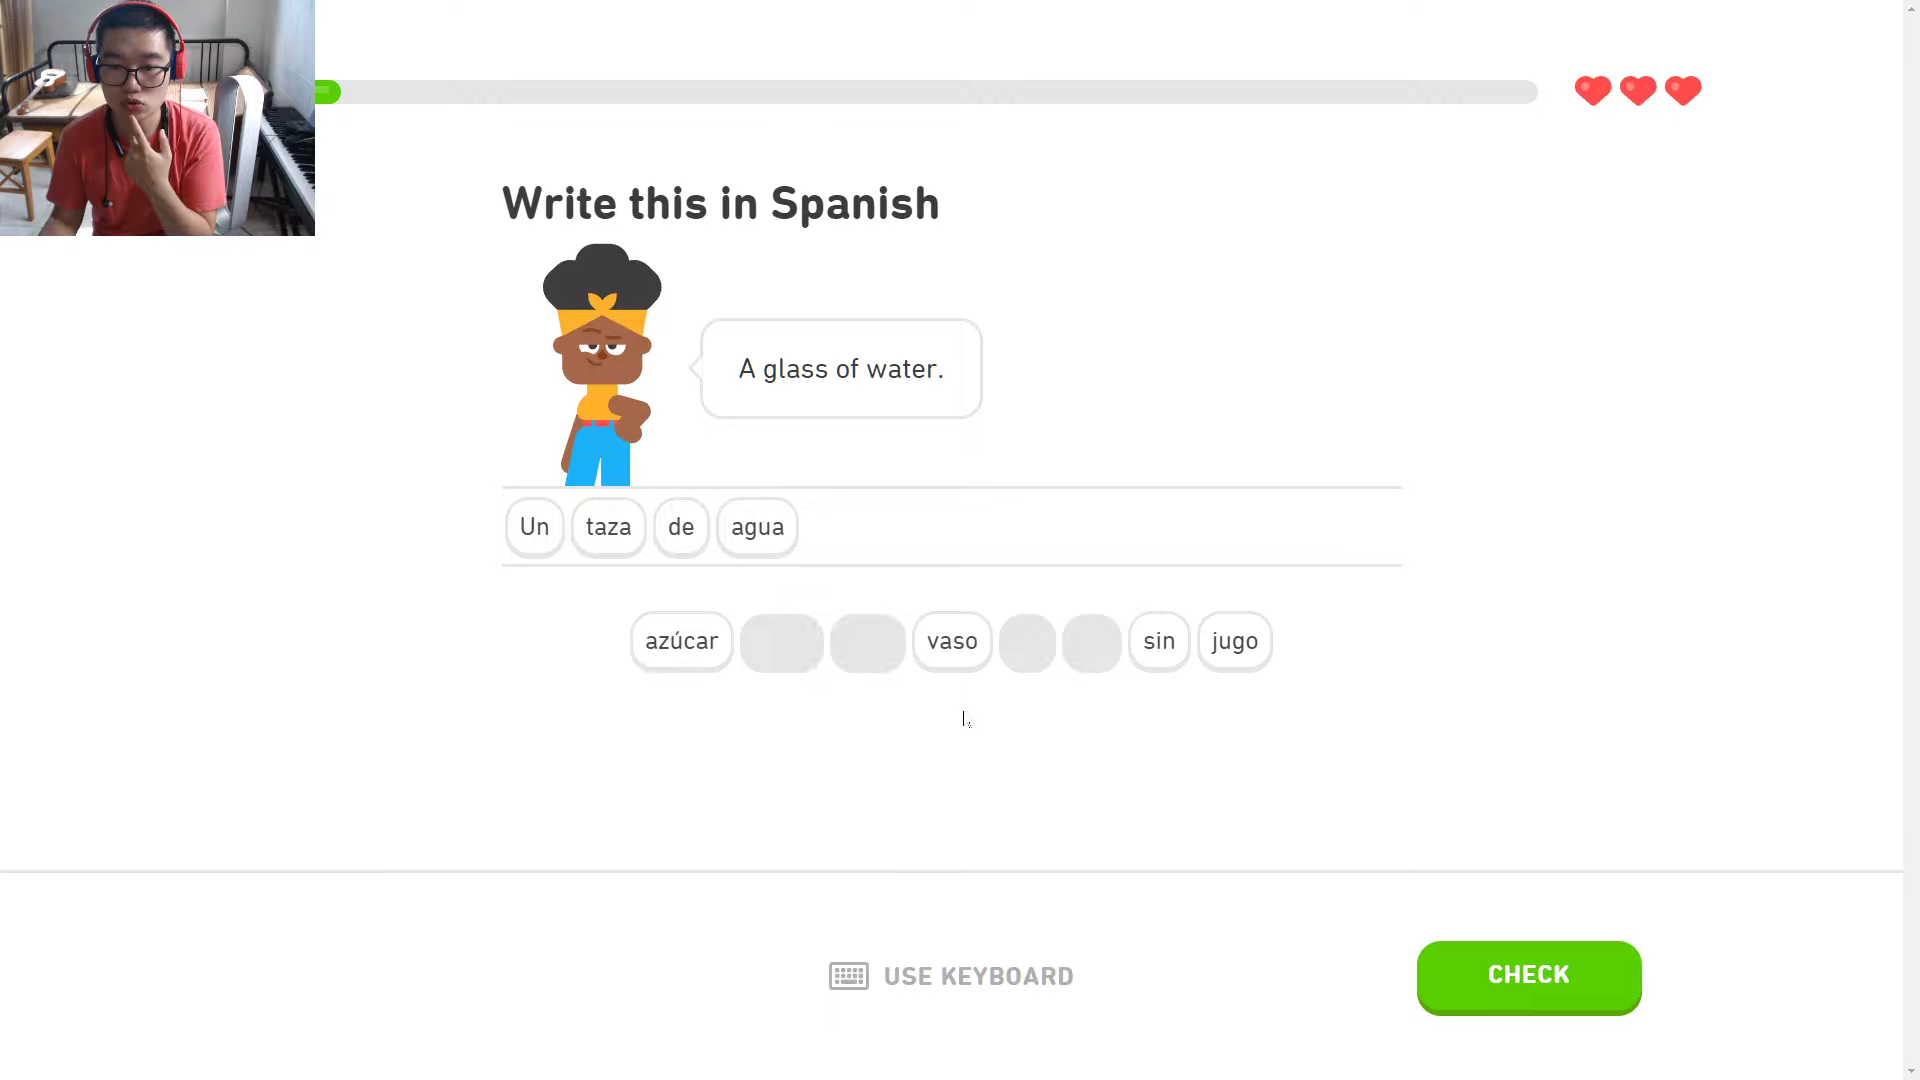 Write this in Spanish
A glass of water.
Un taza de agua
azúcar vaso sin jugo
USE KEYBOARD
CHECK